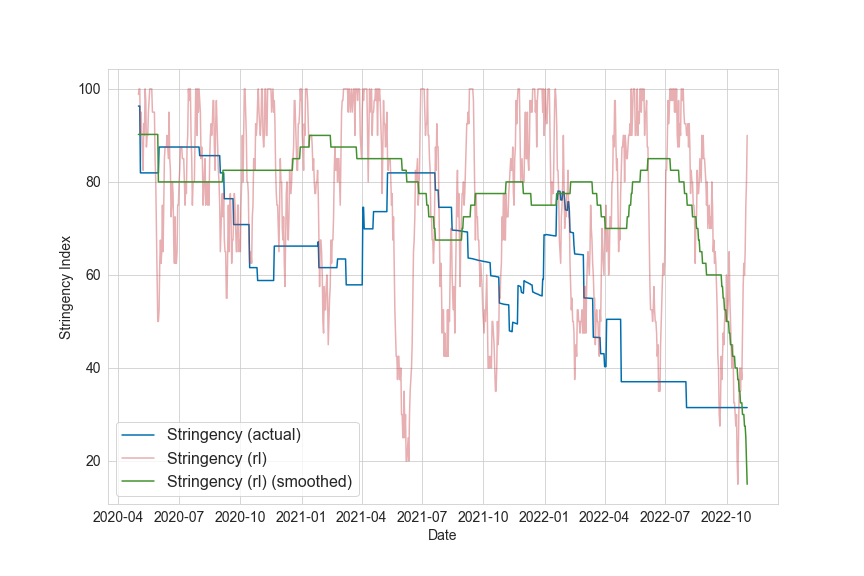 100
80
60
40
20
Stringency Index
Stringency (actual)
Stringency (rl)
Stringency (rl) (smoothed)
2020-04 2020-07 2020-10 2021-01 2021-04 2021-07 2021-10 2022-01 2022-04 2022-07 2022-10
Date